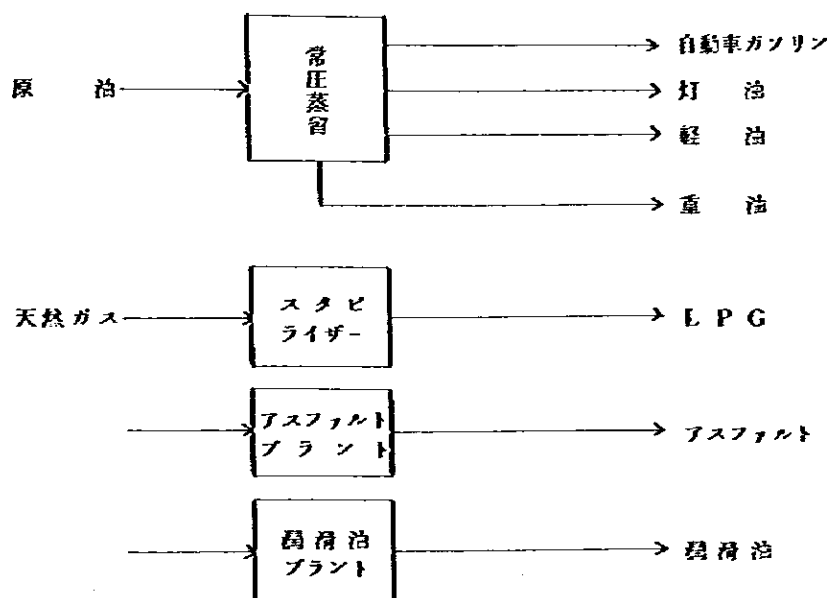 自動車ガソリン
常圧蒸留
原油
灯油
軽油
重油
天然ガス
スタビ
ライザー
LPG
アスファルト
プラント
アスファルト
潤滑油
プラント
潤滑油